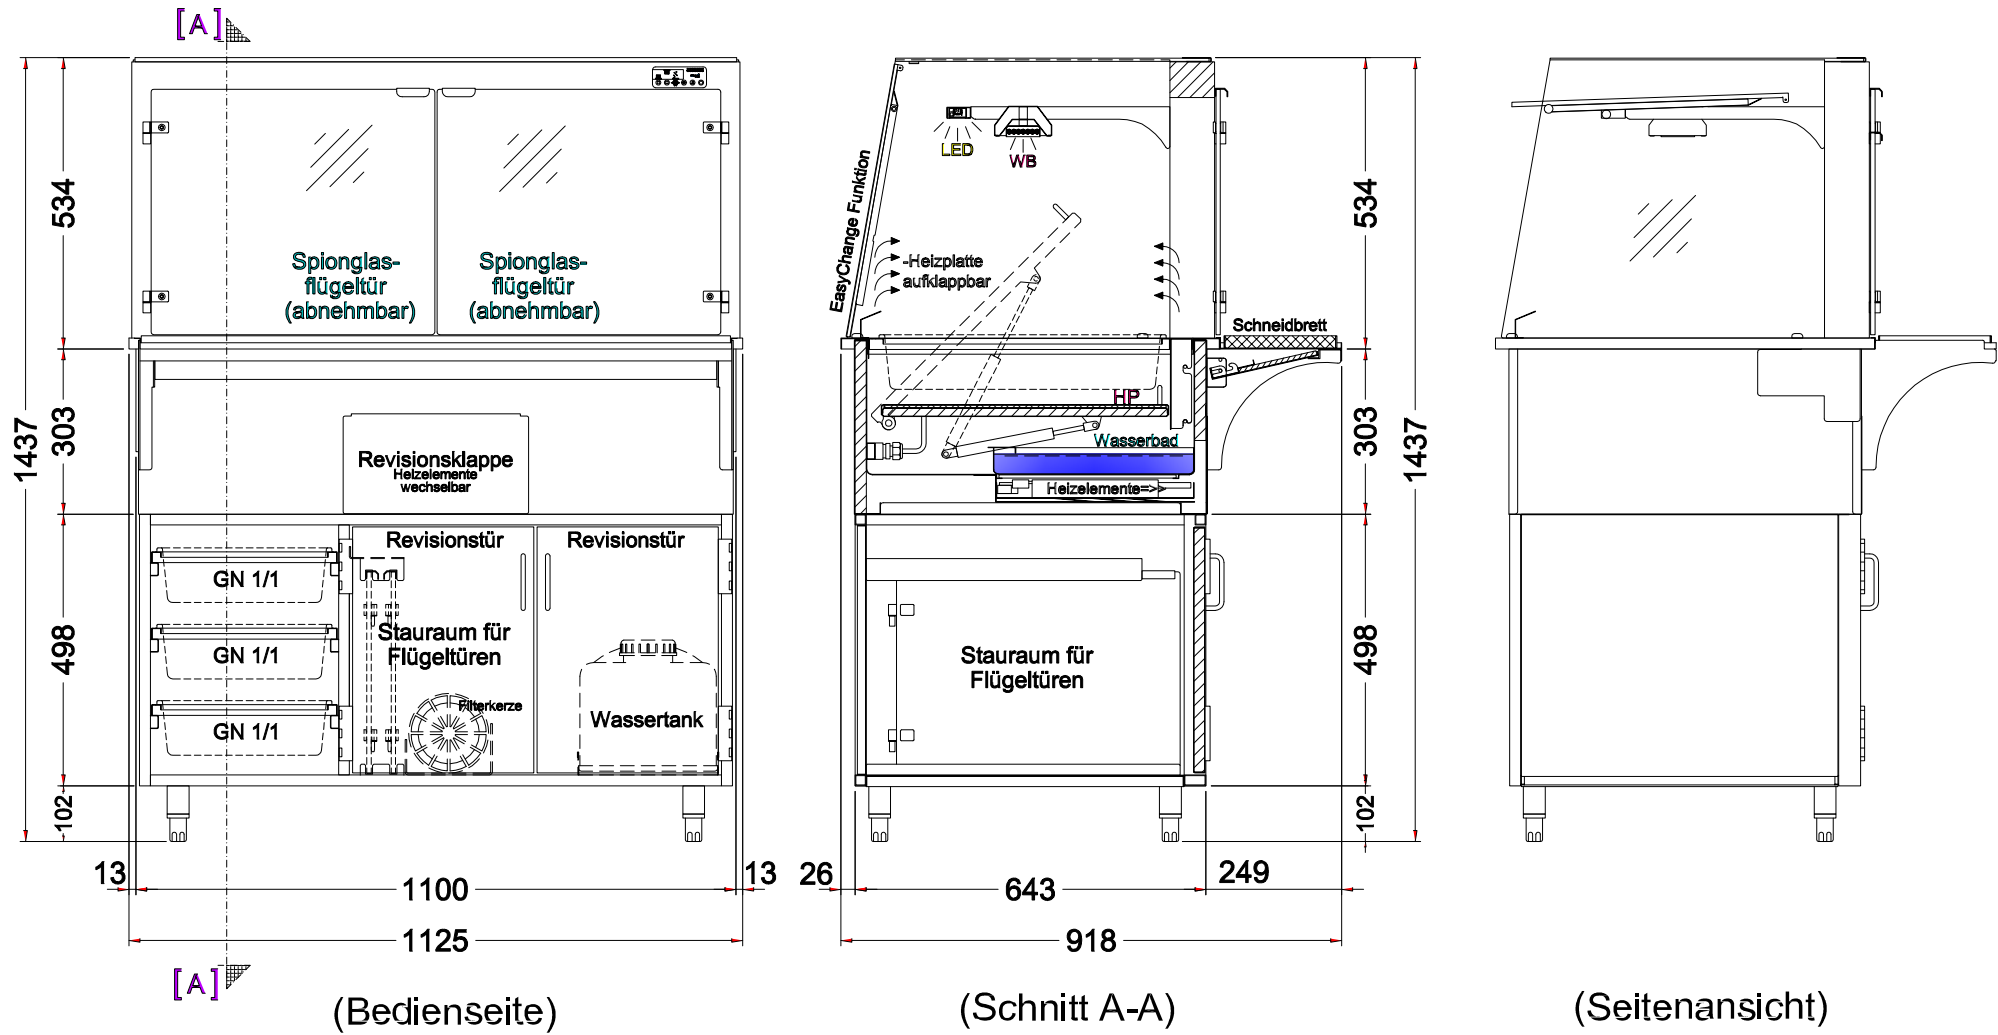 [A]
534
303
1437
498
102
Spionglas-
flügeltür
(abnehmbar)
Spionglas-
flügeltür
(abnehmbar)
Revisionsklappe
Heizelemente
wechselbar
Revisionstür
Revisionstür
GN 1/1
GN 1/1
GN 1/1
Stauraum für
Flügeltüren
Filterkerze
Wassertank
13
1100
13
1125
[A]
(Bedienseite)
LED
WB
EasyChange Funktion
-Heizplatte
aufklappbar
Schneidbrett
HP
Wasserbad
Heizelemente=>>
Stauraum für
Flügeltüren
534
303
1437
498
102
26
643
249
918
(Schnitt A-A)
(Seitenansicht)